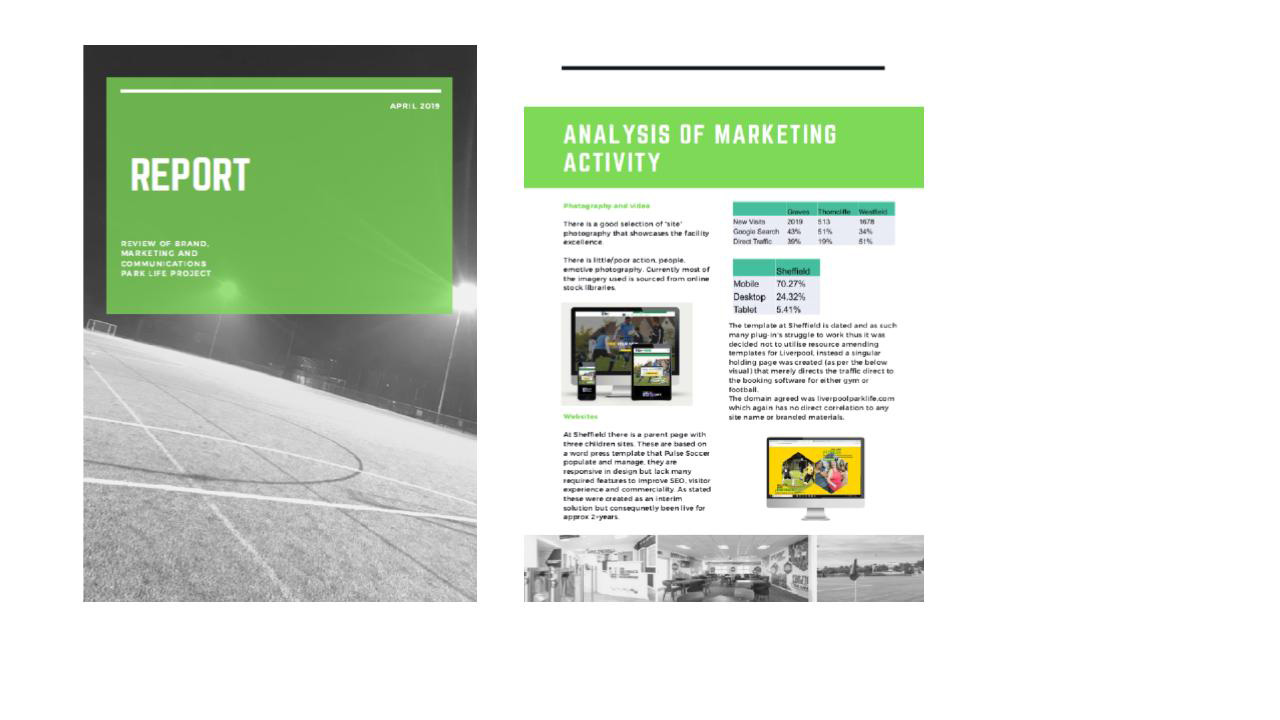 APRIL 2019
REPORT
REVIEW OF BRAND,
MARKETING AND
COMMUNICATIONS
PARK LIFE PROJECT
ANALYSIS OF MARKETING
ACTIVITY
Photography and video
There is a good selection of 'site'
photography that showcases the facility
excellence.
There is little/poor action, people,
emotive photography. Currently most of
the imagery used is sourced from online
stock libraries.
Websites
At Sheffield there is a parent page with
three children sites. These are based on
a word press template that Pulse Soccer
populate and manage, they are
responsive in design but lack many
required features to improve SEO, visitor
experience and commerciality. As stated
these were created as an interim
solution but consequnetly been live for
approx 2+years.
Graves Thorncliffe Westfield
New Visits 2019 513 1678
Google Search 43% 51% 34%
Direct Traffic 39% 19% 51%
Sheffield
Mobile 70.27%
Desktop 24.32%
Tablet 5.41%
The template at Sheffield is dated and as such
many plug-in's struggle to work thus it was
decided not to utilise resource amending
templates for Liverpool, instead a singular
holding page was created (as per the below
visual) that merely directs the traffic direct to
the booking software for either gym or
football.
The domain agreed was liverpoolparklife.com
which again has no direct correlation to any
site name or branded materials.